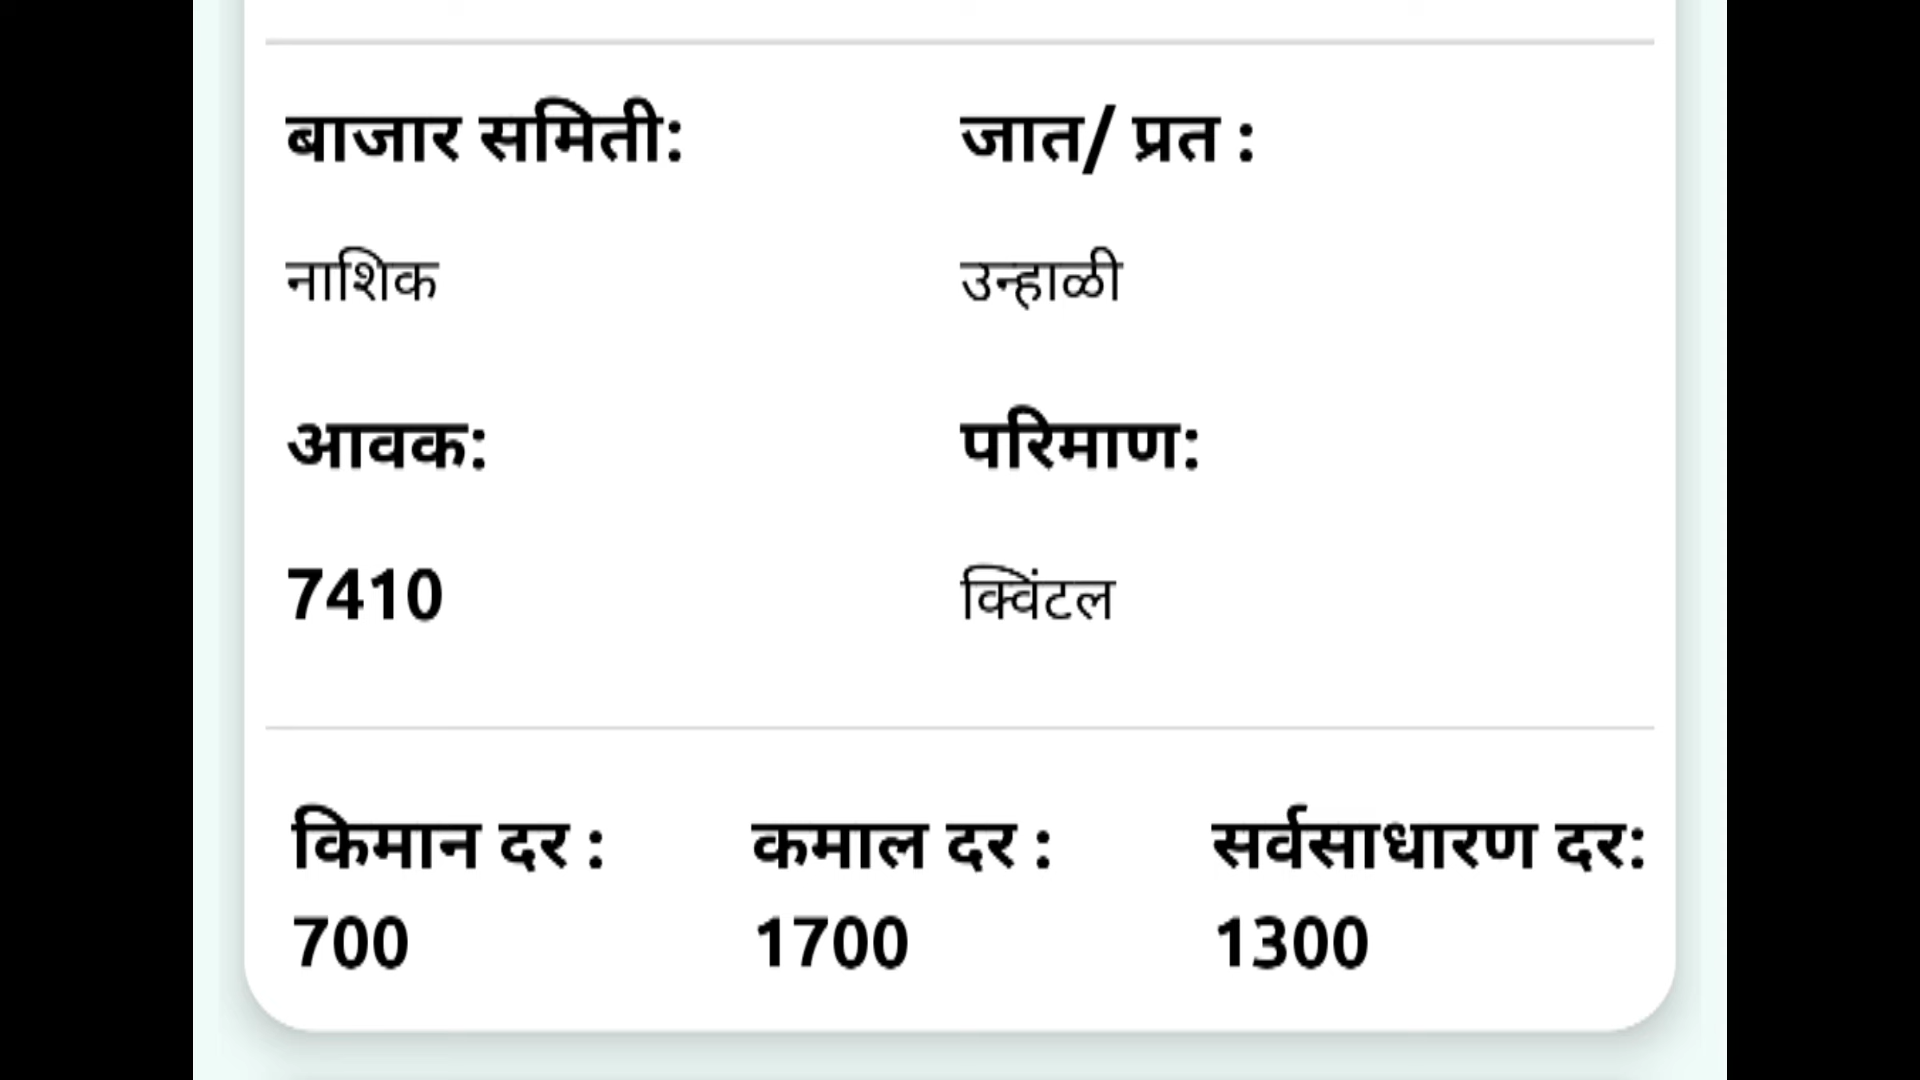 बाजार समिती: जात/ प्रत :
नाशिक उन्हाळी
आवक: परिमाण:
7410 क्विंटल
किमान दर : कमाल दर : सर्वसाधारण दर:
700 1700 1300